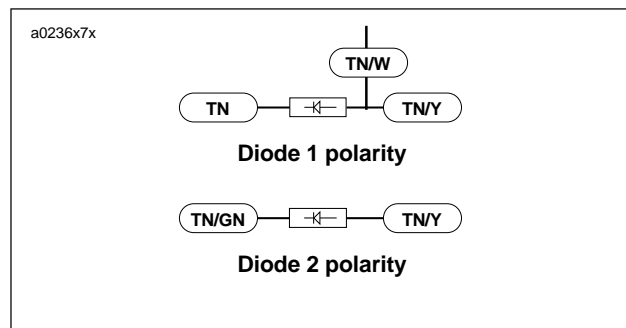 a0236x7x
TN/W
TN TN/Y
Diode 1 polarity
TN/GN TN/Y
Diode 2 polarity